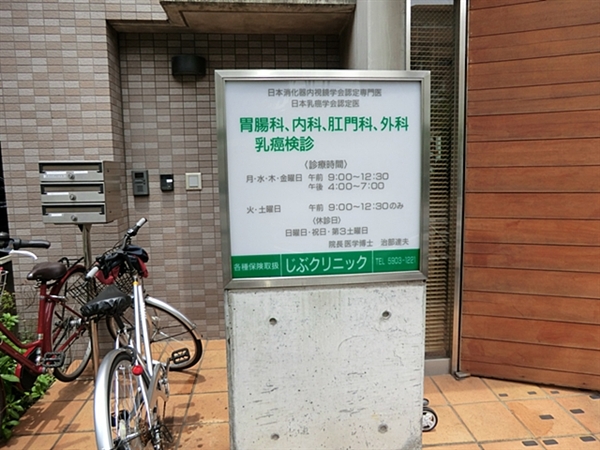 日本消化器内視鏡学会認定専門医
日本乳癌学会認定医
胃腸科、内科、肛門科、外科
乳癌検診
〈診療時間〉
月・水・木・金曜日 午前 9:00〜12:30
午後 4:00〜7:00
火・土曜日 午前 9:00〜12:30のみ
〈休診日〉
日曜日・祝日・第3土曜日
院長 医学博士 治部達夫
各種保険取扱 じぶクリニック TEL 5903-1221